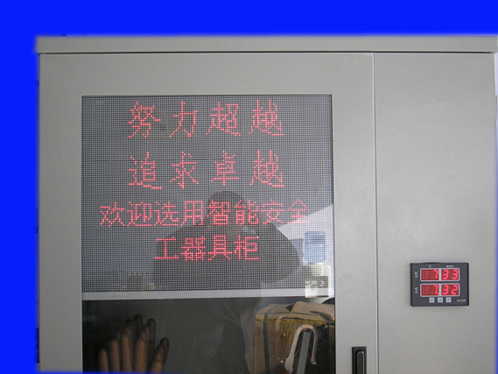 努力超越
追求卓越
欢迎选用智能安全
工器具柜